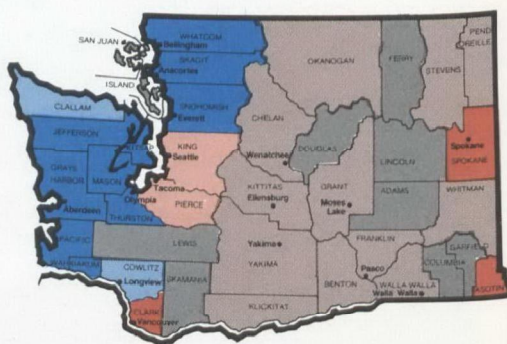 SAN JUAN
WHATCOM
Bellingham
SKAGIT
Anacortes
ISLAND
SNOHOMISH
Everett
CLALLAM
JEFFERSON
GRAYS
HARBOR
MASON
KING
Seattle
Tacoma
Olympia
PIERCE
Aberdeen
THURSTON
PACIFIC
LEWIS
WAHKIAKUM
COWLITZ
Longview
SKAMANIA
CLARK
Vancouver
OKANOGAN
FERRY
STEVENS
PEND
OREILLE
CHELAN
DOUGLAS
Wenatchee
LINCOLN
Spokane
SPOKANE
KITTITAS
Ellensburg
GRANT
Moses
Lake
ADAMS
WHITMAN
Yakima
YAKIMA
FRANKLIN
Pasco
BENTON
WALLA WALLA
Walla Walla
COLUMBIA
GARFIELD
ASOTIN
KLICKITAT